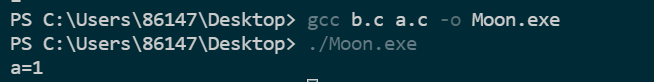 PS C:\Users\86147\Desktop> gcc b.c a.c -o Moon.exe
PS C:\Users\86147\Desktop> ./Moon.exe
a=1